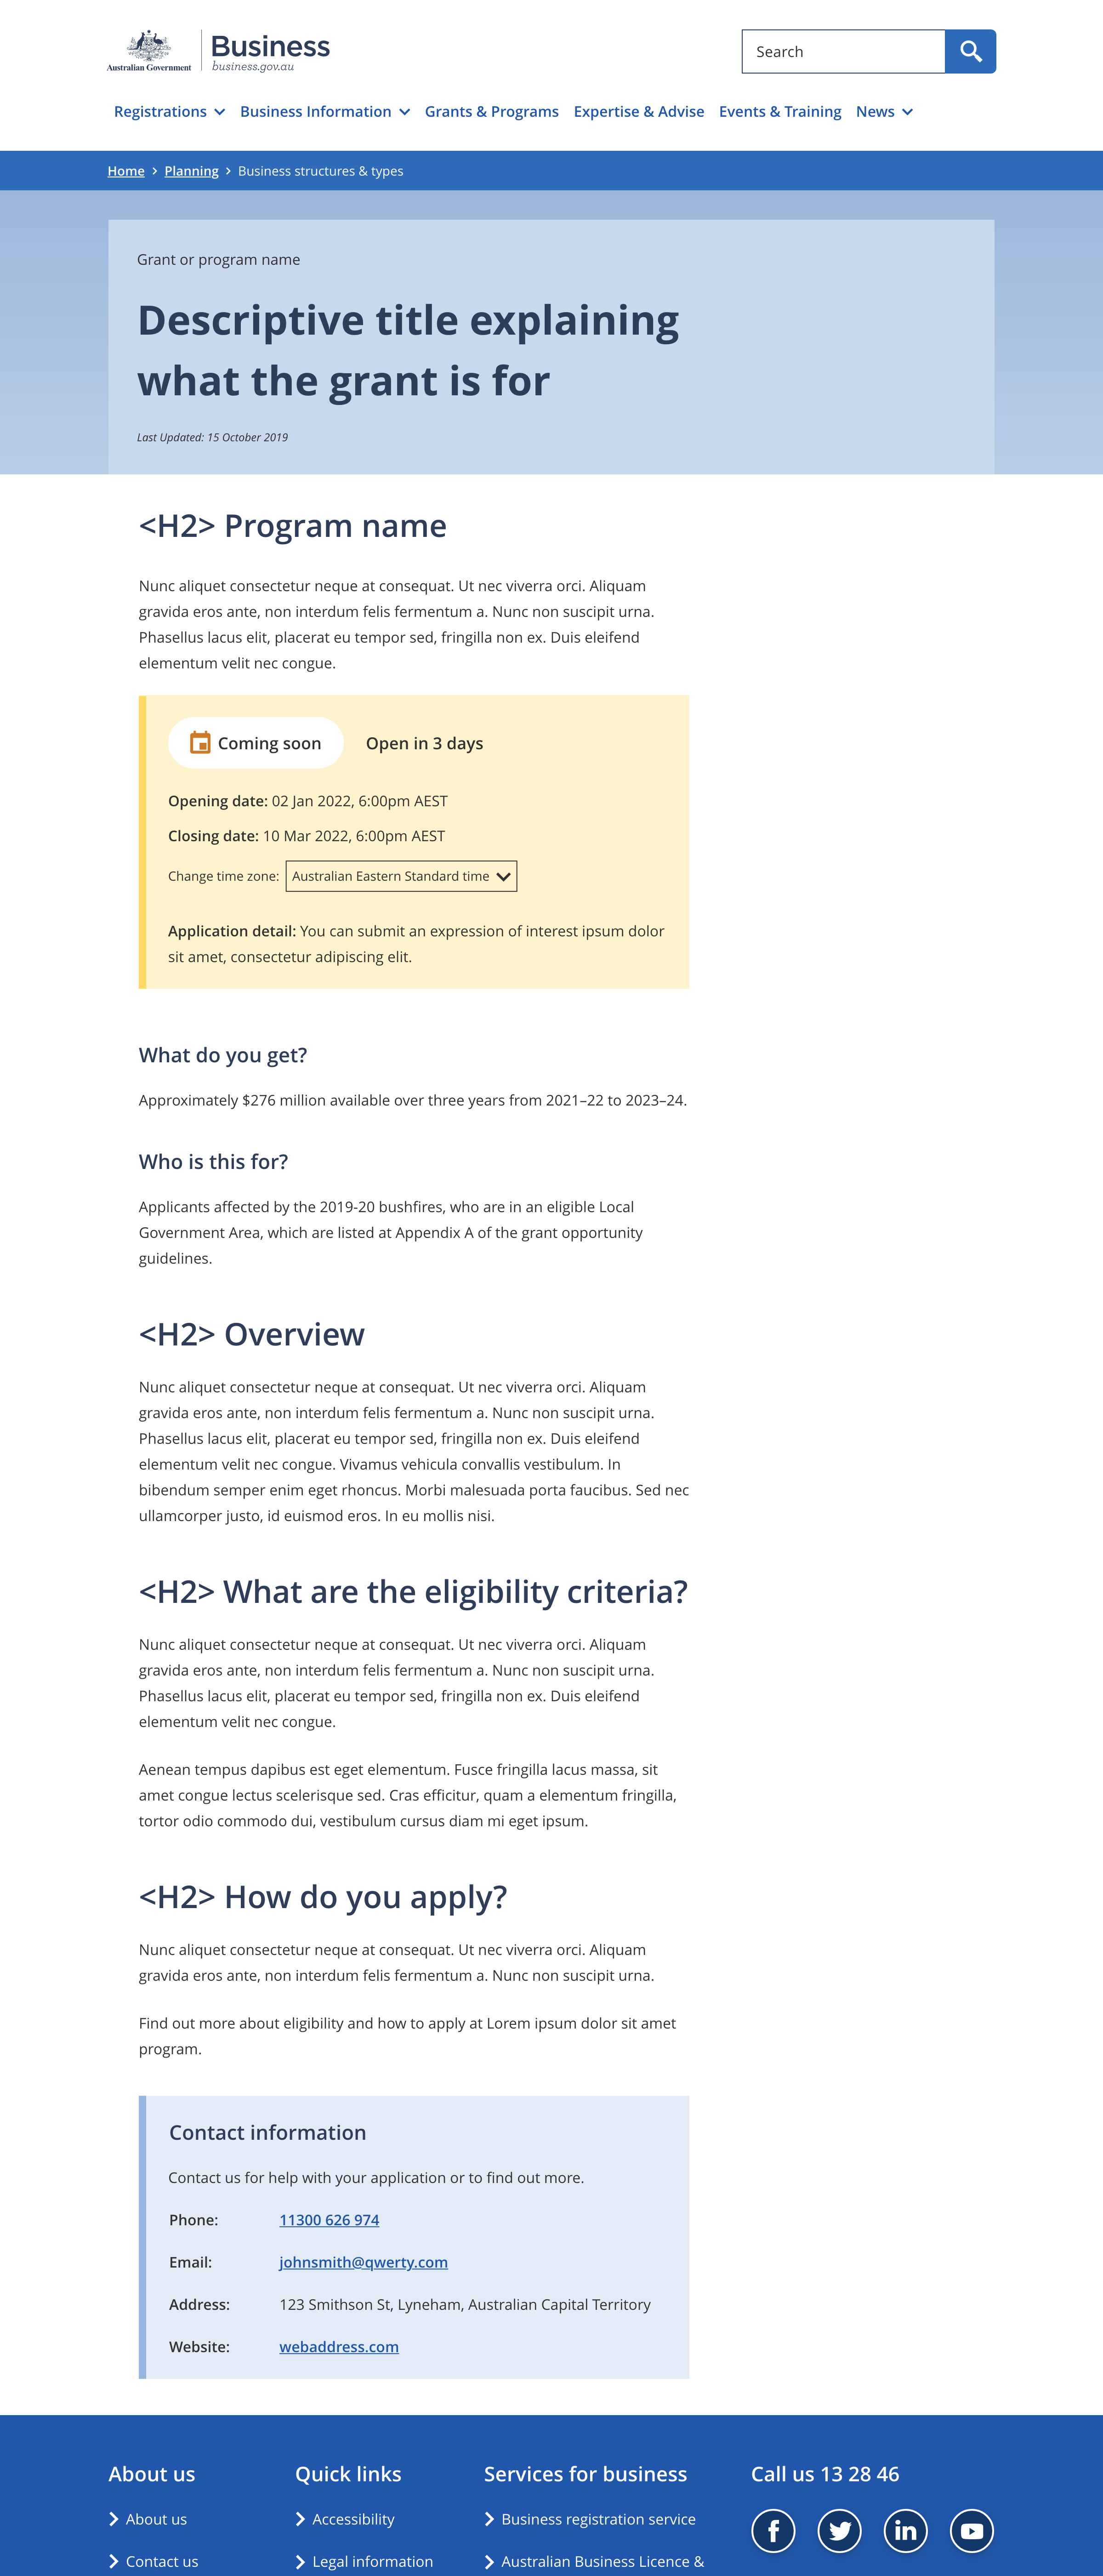 Australian Government
Business
business.gov.au
Search
Registrations Business Information Grants & Programs Expertise & Advise Events & Training News
Home Planning Business structures & types
Grant or program name
Descriptive title explaining
what the grant is for
Last Updated: 15 October 2019
<H2> Program name
Nunc aliquet consectetur neque at consequat. Ut nec viverra orci. Aliquam
gravida eros ante, non interdum felis fermentum a. Nunc non suscipit urna.
Phasellus lacus elit, placerat eu tempor sed, fringilla non ex. Duis eleifend
elementum velit nec congue.
Coming soon Open in 3 days
Opening date: 02 Jan 2022, 6:00pm AEST
Closing date: 10 Mar 2022, 6:00pm AEST
Change time zone: Australian Eastern Standard time
Application detail: You can submit an expression of interest ipsum dolor
sit amet, consectetur adipiscing elit.
What do you get?
Approximately $276 million available over three years from 2021–22 to 2023–24.
Who is this for?
Applicants affected by the 2019-20 bushfires, who are in an eligible Local
Government Area, which are listed at Appendix A of the grant opportunity
guidelines.
<H2> Overview
Nunc aliquet consectetur neque at consequat. Ut nec viverra orci. Aliquam
gravida eros ante, non interdum felis fermentum a. Nunc non suscipit urna.
Phasellus lacus elit, placerat eu tempor sed, fringilla non ex. Duis eleifend
elementum velit nec congue. Vivamus vehicula convallis vestibulum. In
bibendum semper enim eget rhoncus. Morbi malesuada porta faucibus. Sed nec
ullamcorper justo, id euismod eros. In eu mollis nisi.
<H2> What are the eligibility criteria?
Nunc aliquet consectetur neque at consequat. Ut nec viverra orci. Aliquam
gravida eros ante, non interdum felis fermentum a. Nunc non suscipit urna.
Phasellus lacus elit, placerat eu tempor sed, fringilla non ex. Duis eleifend
elementum velit nec congue.
Aenean tempus dapibus est eget elementum. Fusce fringilla lacus massa, sit
amet congue lectus scelerisque sed. Cras efficitur, quam a elementum fringilla,
tortor odio commodo dui, vestibulum cursus diam mi eget ipsum.
<H2> How do you apply?
Nunc aliquet consectetur neque at consequat. Ut nec viverra orci. Aliquam
gravida eros ante, non interdum felis fermentum a. Nunc non suscipit urna.
Find out more about eligibility and how to apply at Lorem ipsum dolor sit amet
program.
Contact information
Contact us for help with your application or to find out more.
Phone: 11300 626 974
Email: johnsmith@qwerty.com
Address: 123 Smithson St, Lyneham, Australian Capital Territory
Website: webaddress.com
About us Quick links Services for business Call us 13 28 46
About us Accessibility Business registration service
Contact us Legal information Australian Business Licence &